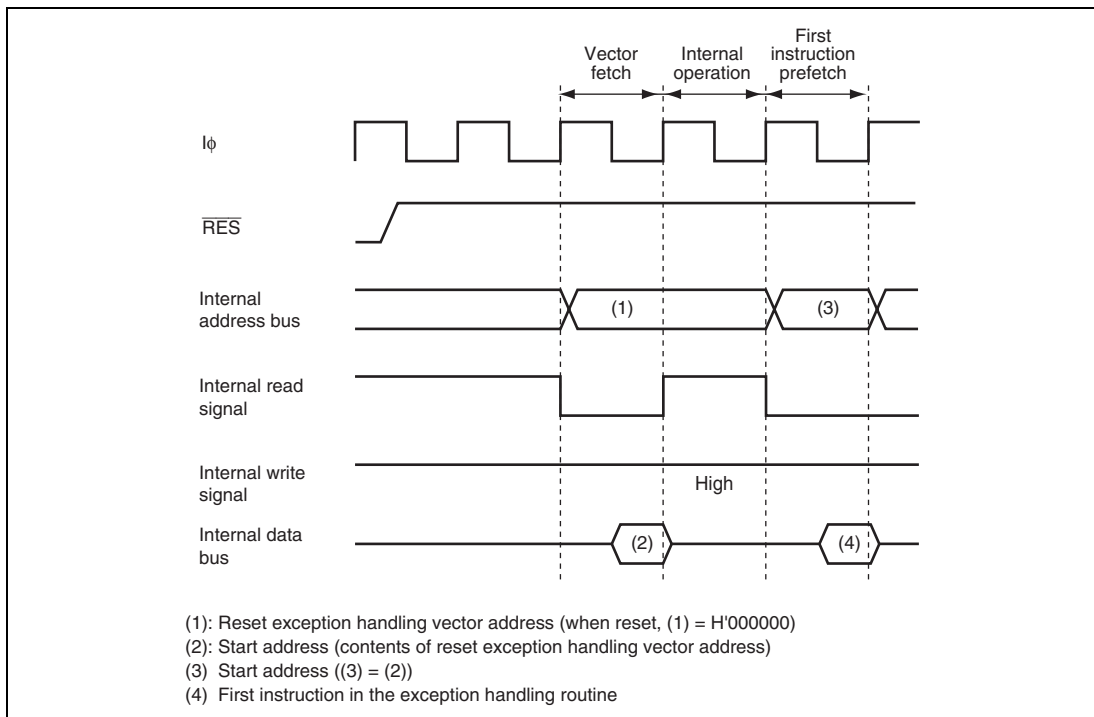 Vector
fetch
Internal
operation
First
instruction
prefetch
Iϕ
RES
Internal
address bus
(1)
(3)
Internal read
signal
Internal write
signal
High
Internal data
bus
(2)
(4)
(1): Reset exception handling vector address (when reset, (1) = H'000000)
(2): Start address (contents of reset exception handling vector address)
(3) Start address ((3) = (2))
(4) First instruction in the exception handling routine